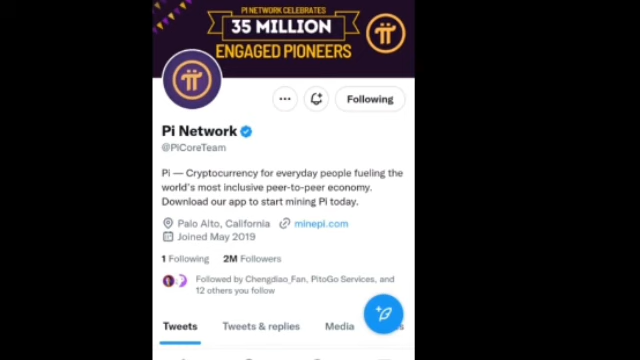 PI NETWORK CELEBRATES
35 MILLION
ENGAGED PIONEERS
Following
Pi Network
@PiCoreTeam
Pi — Cryptocurrency for everyday people fueling the
world's most inclusive peer-to-peer economy.
Download our app to start mining Pi today.
Palo Alto, California minepi.com
Joined May 2019
1 Following 2M Followers
Followed by Chengdiao_Fan, PitoGo Services, and
12 others you follow
Tweets Tweets & replies Media